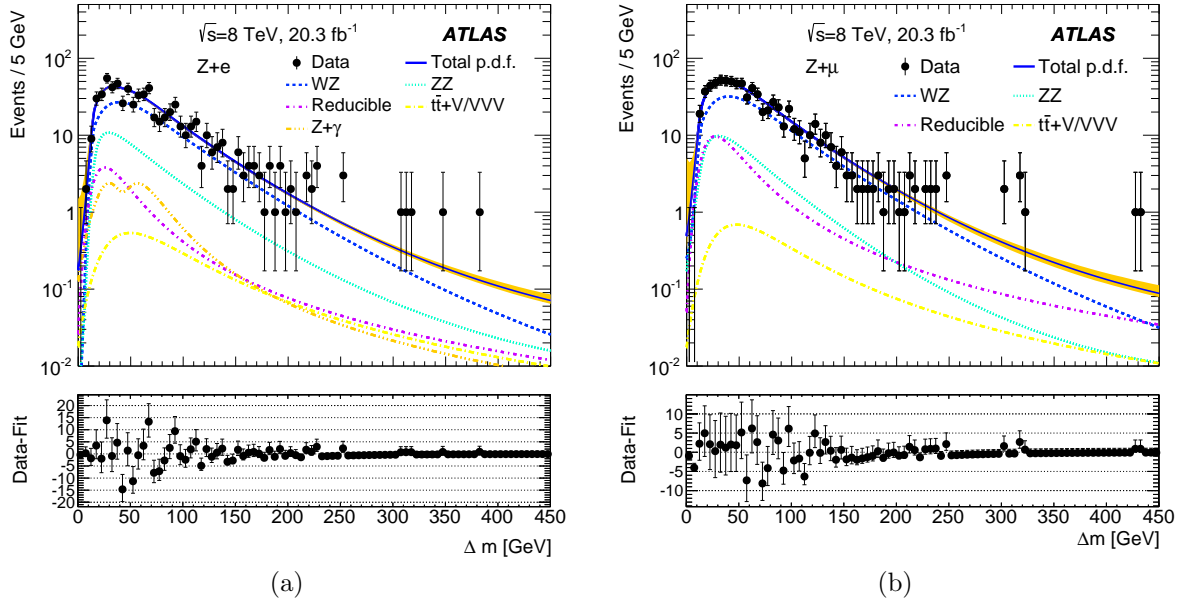 √s=8 TeV, 20.3 fb⁻¹ ATLAS
Z+e
Data
Total p.d.f.
WZ
ZZ
Reducible
tt̄+V/VVV
Z+γ
Events / 5 GeV
10²
10
1
10⁻¹
10⁻²
Data-Fit
20
15
10
5
0
-5
-10
-15
-20
0 50 100 150 200 250 300 350 400 450
Δ m [GeV]
(a)
√s=8 TeV, 20.3 fb⁻¹ ATLAS
Z+μ
Data
Total p.d.f.
WZ
ZZ
Reducible
tt̄+V/VVV
Events / 5 GeV
10²
10
1
10⁻¹
10⁻²
Data-Fit
10
5
0
-5
-10
0 50 100 150 200 250 300 350 400 450
Δ m [GeV]
(b)